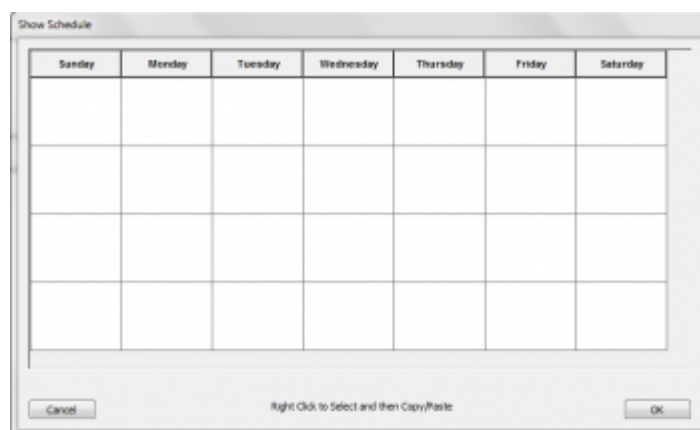 Show Schedule
Sunday Monday Tuesday Wednesday Thursday Friday Saturday
Cancel Right Click to Select and then Copy/Paste OK